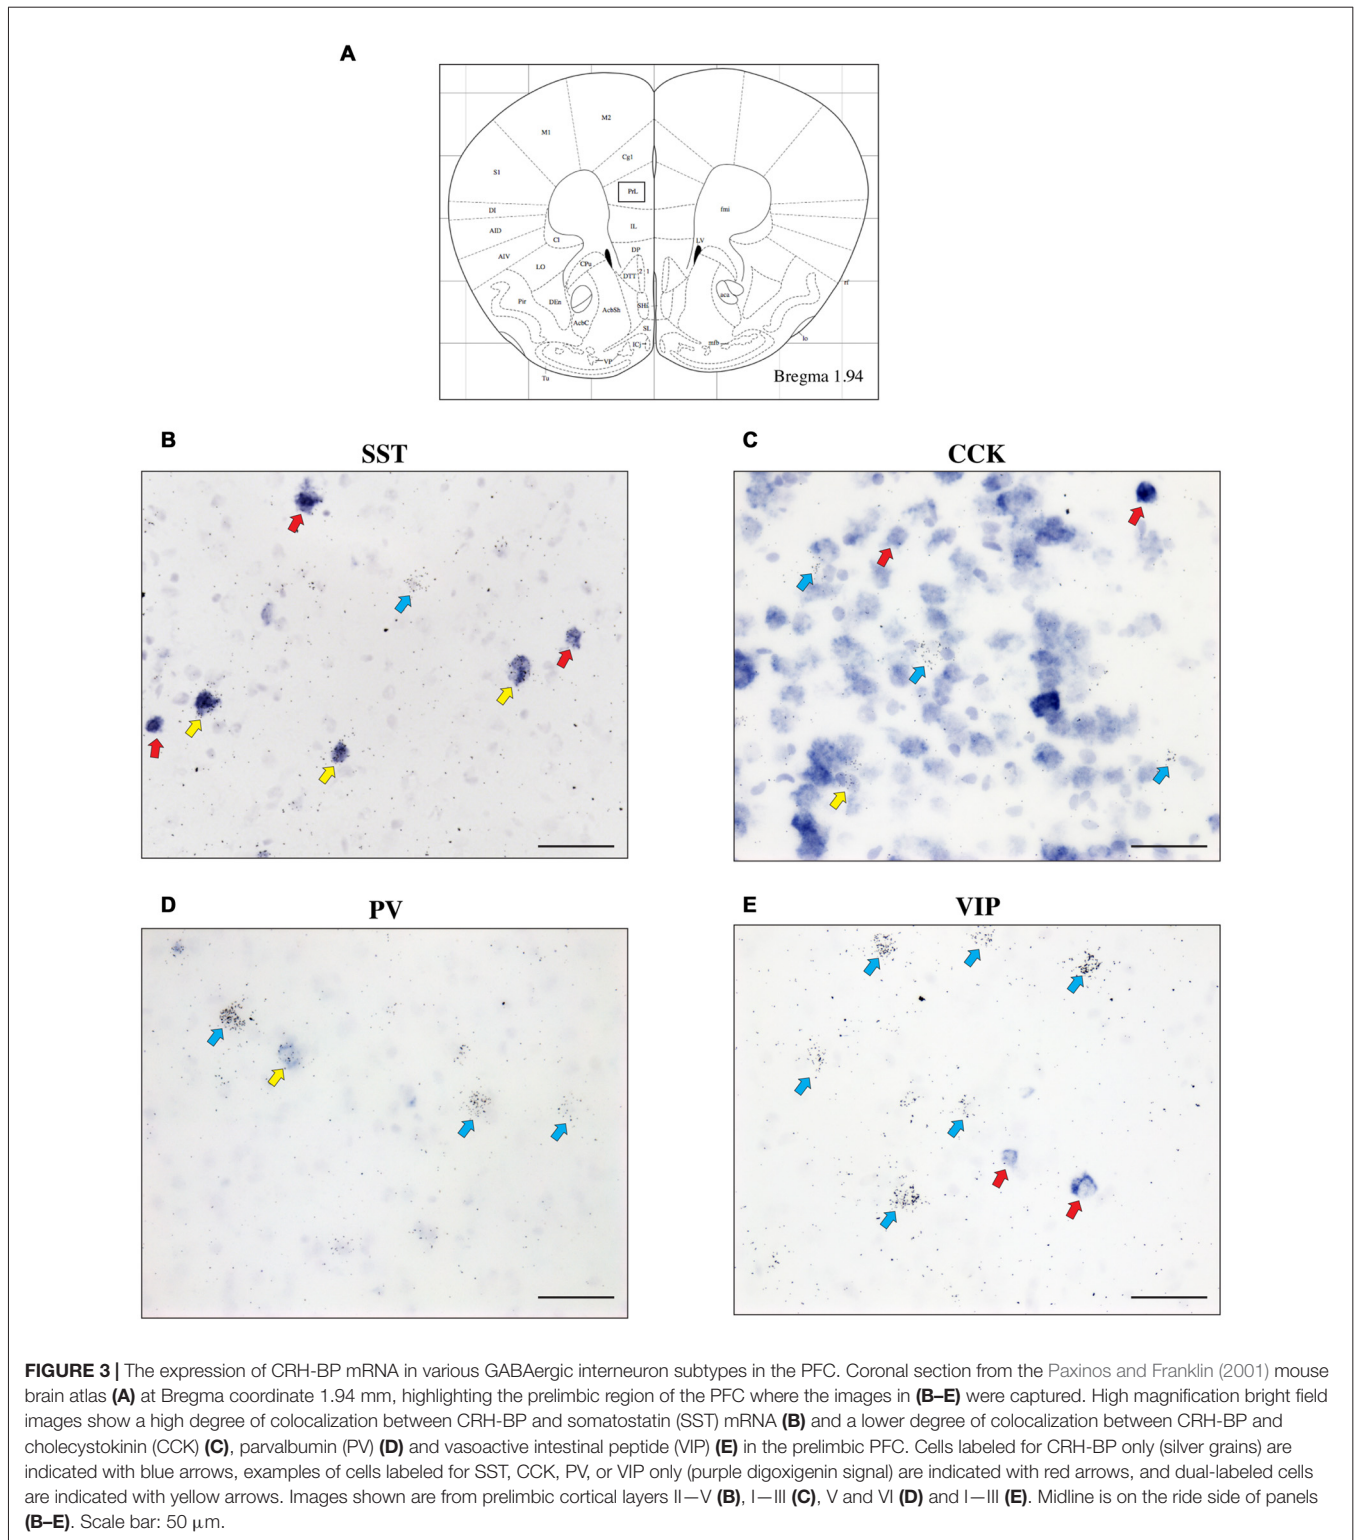 A
M2
M1
Cg1
S1
PrL
DI
fmi
AID
IL
Cl
LV
DP
AIV
CPu
LO
DTT
2
1
rf
aca
Pir
DEn
AcbSh
SHi
AcbC
SL
lo
ICj
mfb
VP
Bregma 1.94
Tu
B
SST
C
CCK
D
PV
E
VIP
FIGURE 3 | The expression of CRH-BP mRNA in various GABAergic interneuron subtypes in the PFC. Coronal section from the Paxinos and Franklin (2001) mouse
brain atlas (A) at Bregma coordinate 1.94 mm, highlighting the prelimbic region of the PFC where the images in (B–E) were captured. High magnification bright field
images show a high degree of colocalization between CRH-BP and somatostatin (SST) mRNA (B) and a lower degree of colocalization between CRH-BP and
cholecystokinin (CCK) (C), parvalbumin (PV) (D) and vasoactive intestinal peptide (VIP) (E) in the prelimbic PFC. Cells labeled for CRH-BP only (silver grains) are
indicated with blue arrows, examples of cells labeled for SST, CCK, PV, or VIP only (purple digoxigenin signal) are indicated with red arrows, and dual-labeled cells
are indicated with yellow arrows. Images shown are from prelimbic cortical layers II—V (B), I—III (C), V and VI (D) and I—III (E). Midline is on the ride side of panels
(B–E). Scale bar: 50 μm.